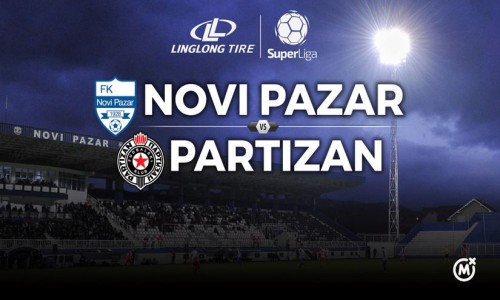 LINGLONG TIRE
SuperLiga
FK
Novi Pazar
NOVI PAZAR
VS
NOVI PAZAR
PARTIZAN